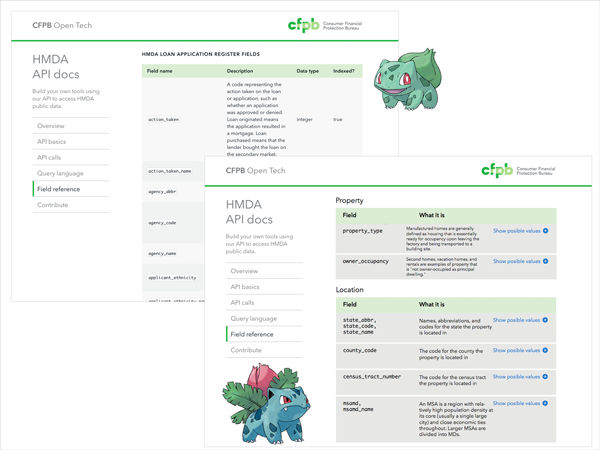 CFPB Open Tech
cfpb Consumer Financial
Protection Bureau
HMDA
API docs
Build your own tools using
our API to access HMDA
public data.
Overview
API basics
API calls
Query language
Field reference
Contribute
HMDA LOAN APPLICATION REGISTER FIELDS
Field name Description Data type Indexed?
A code representing the
action taken on the loan
or application, such as
whether an application
was approved or denied.
action_taken Loan originated means integer true
the application resulted
in a mortgage. Loan
purchased means that the
lender bought the loan on
the secondary market.
action_taken_name
agency_abbr
agency_code
agency_name
applicant_ethnicity
CFPB Open Tech
cfpb Consumer Financial
Protection Bureau
HMDA
API docs
Build your own tools using
our API to access HMDA
public data.
Overview
API basics
API calls
Query language
Field reference
Contribute
Property
Field What it is
property_type Manufactured homes are generally Show posible values
defined as housing that is essentially
ready for occupancy upon leaving the
factory and being transported to a
building site.
owner_occupancy Second homes, vacation homes, and Show posible values
rentals are examples of property that
is "not owner-occupied as principal
dwelling."
Location
Field What it is
state_abbr, Names, abbreviations, and Show posible values
state_code, codes for the state the property
state_name is located in
county_code The code for the county the Show posible values
property is located in
census_tract_number The code for the census tract Show posible values
the property is located in
msamd, An MSA is a region with rela- Show posible values
msamd_name tively high population density at
its core (usually a single large
city) and close economic ties
throughout. Larger MSAs are
divided into MDs.